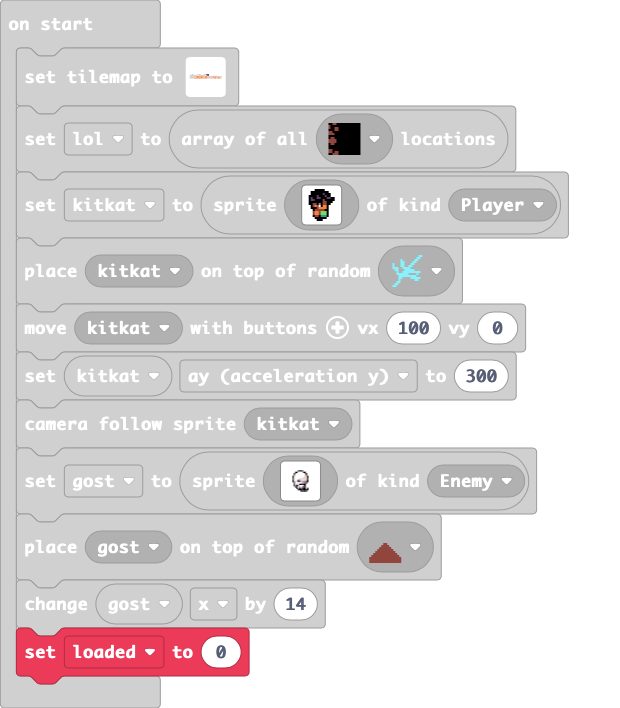 on start
set tilemap to
set lol to array of all locations
set kitkat to sprite of kind Player
place kitkat on top of random
move kitkat with buttons vx 100 vy 0
set kitkat ay (acceleration y) to 300
camera follow sprite kitkat
set gost to sprite of kind Enemy
place gost on top of random
change gost x by 14
set loaded to 0